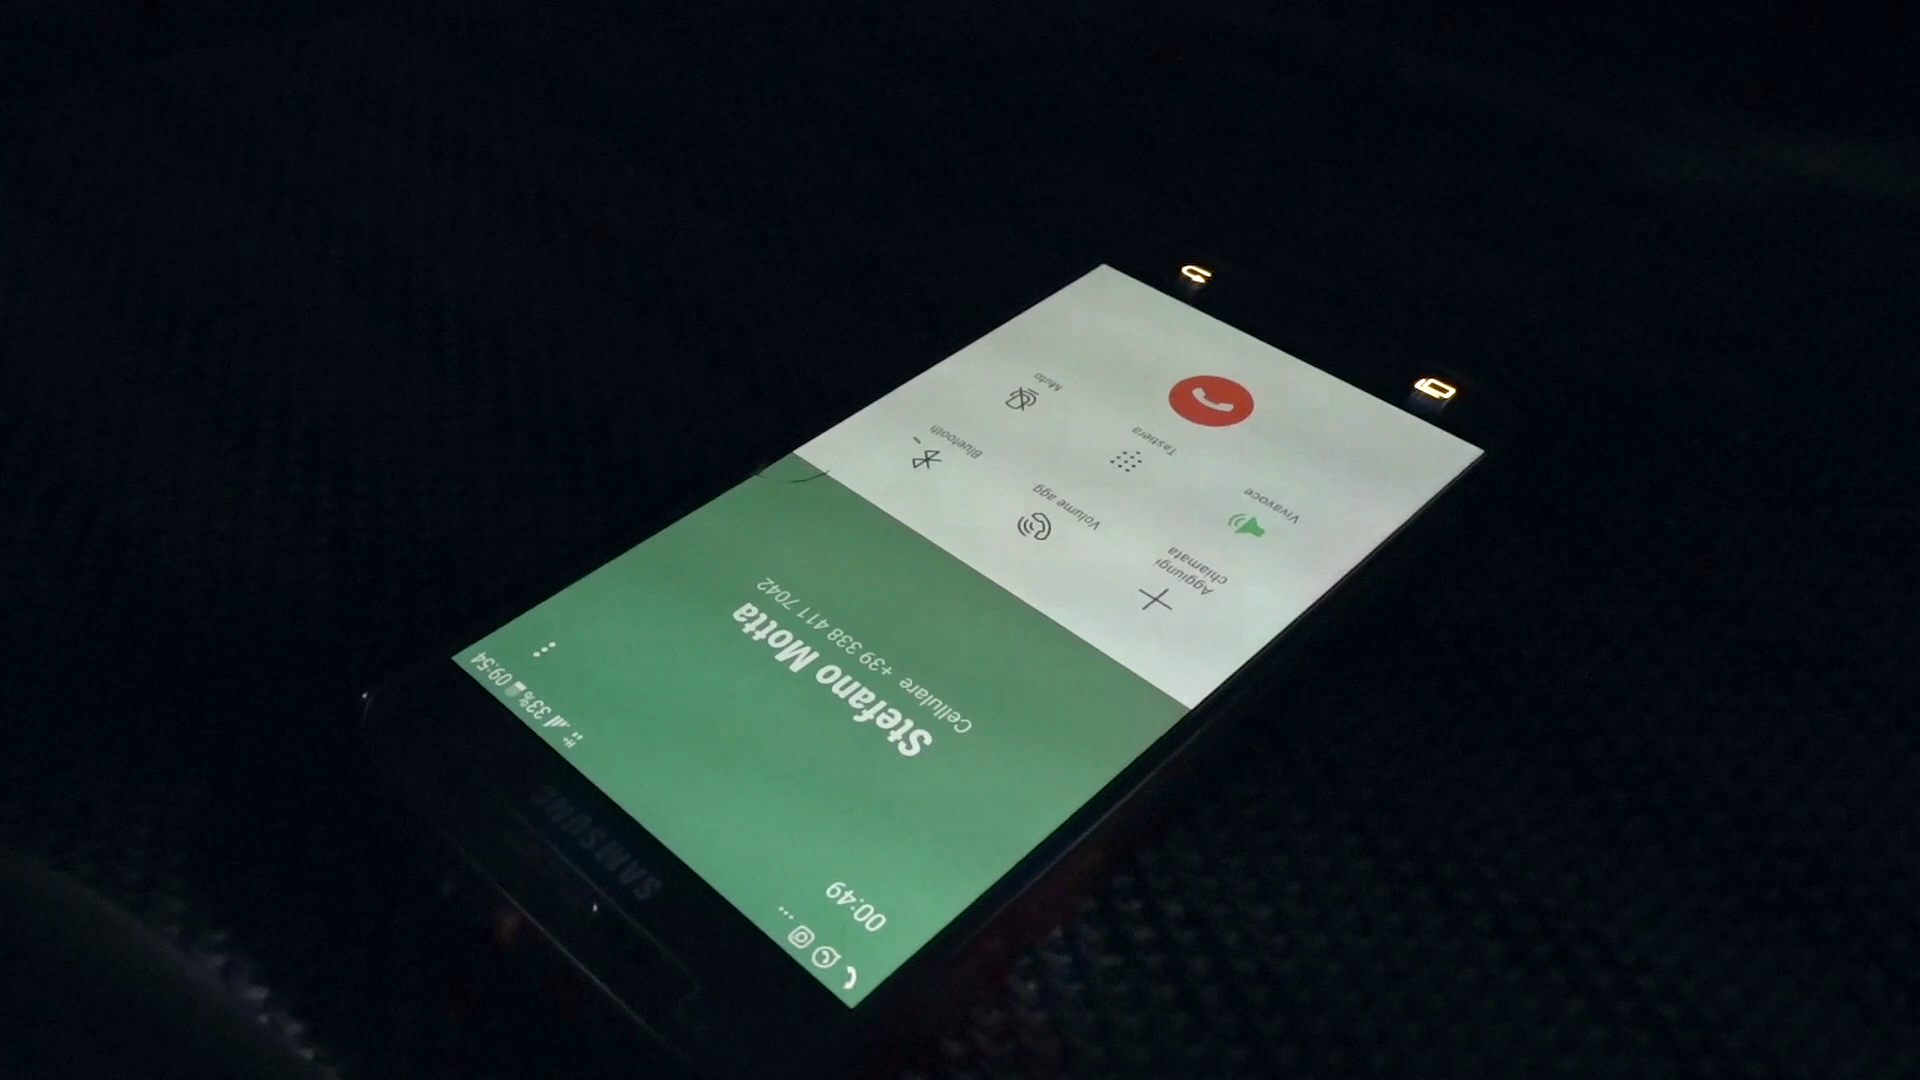 33% 09:54
00:49
Stefano Motta
Cellulare +39 338 411 7042
Aggiungi
chiamata
Volume agg.
Bluetooth
Vivavoce
Tastiera
Muto
SAMSUNG